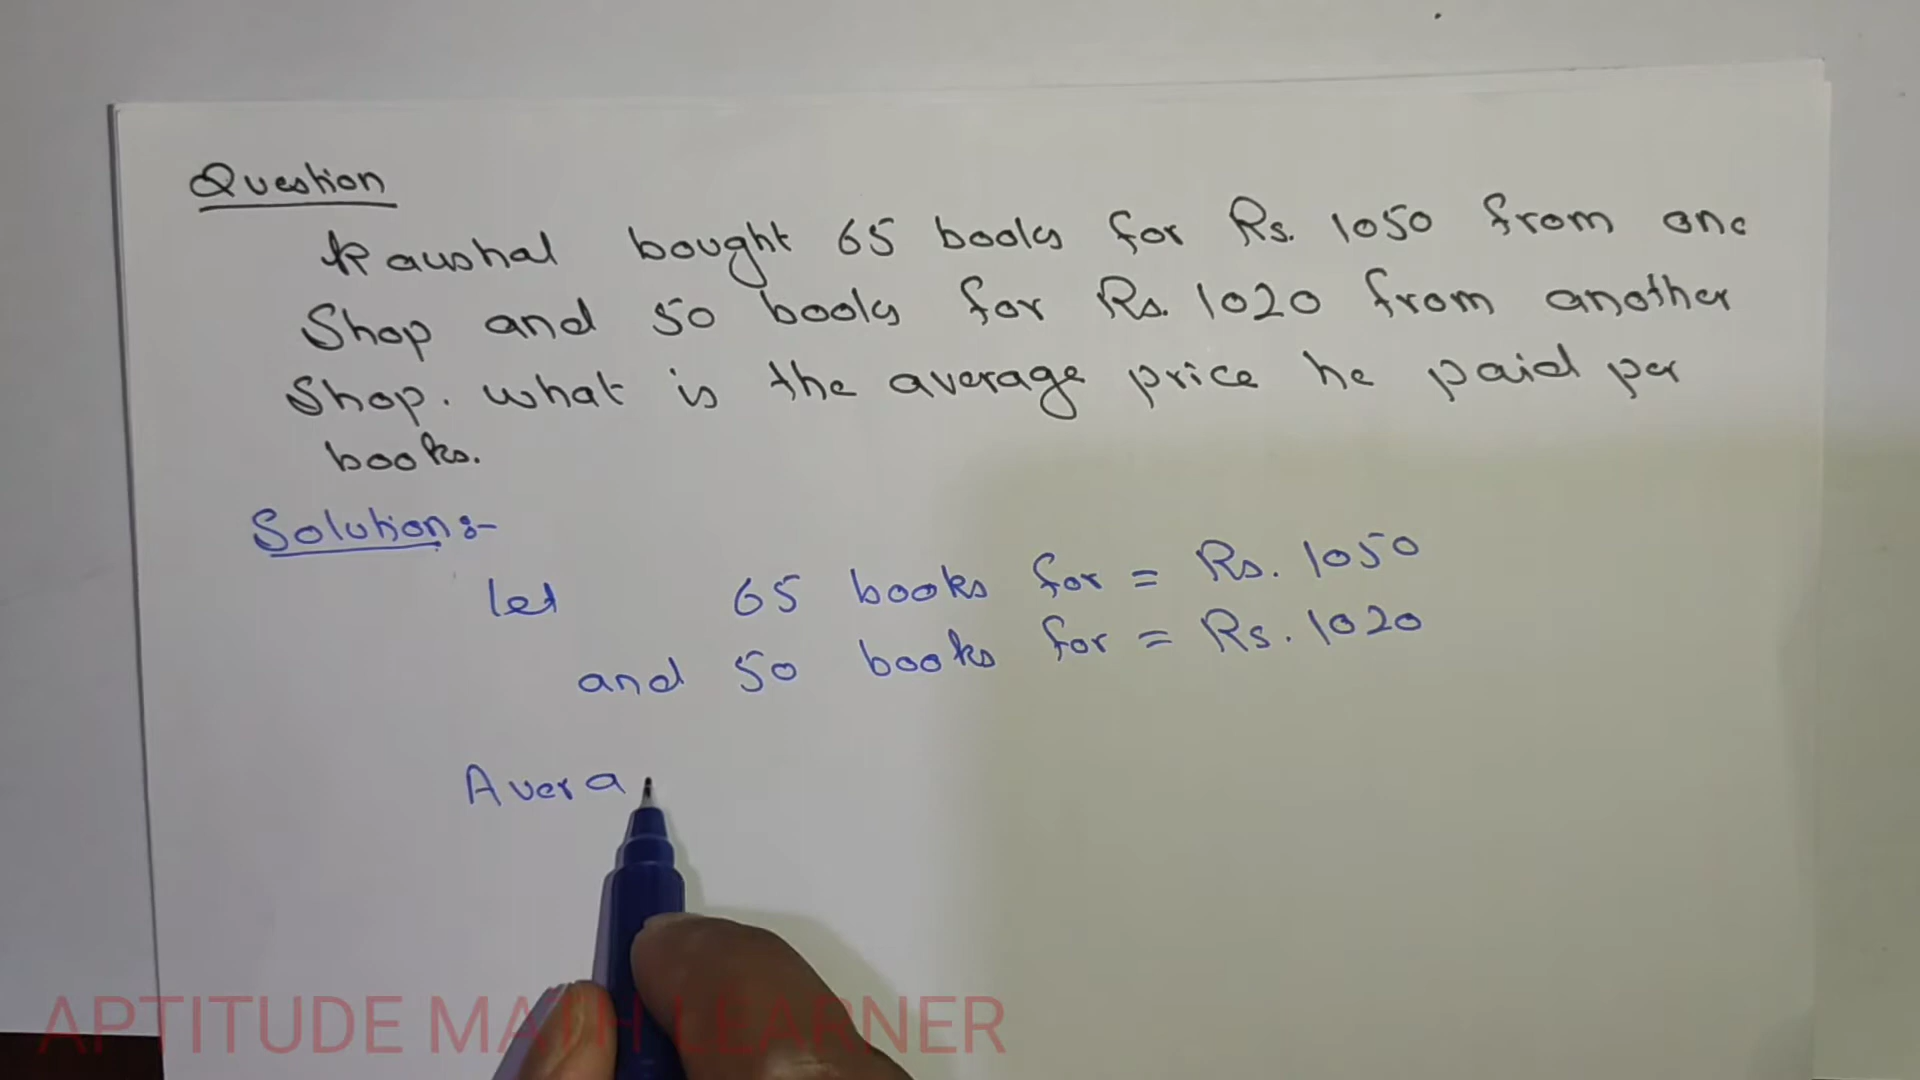 Question
Kaushal bought 65 books for Rs. 1050 from one
Shop and 50 books for Rs. 1020 from another
Shop. what is the average price he paid per
books.
Solution:-
let 65 books for = Rs. 1050
and 50 books for = Rs. 1020
Avera
APTITUDE MATH LEARNER